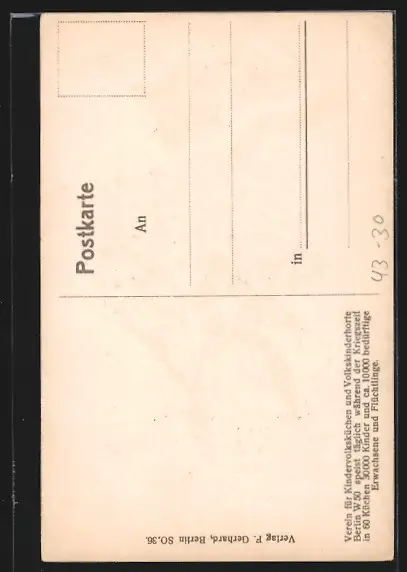 Postkarte
An
in
43-30
Verein für Kindervolksküchen und Volkskinderhorte
Berlin W 50 speist täglich während der Kriegszeit
in 60 Küchen 30000 Kinder und ca. 10000 bedürftige
Erwachsene und Flüchtlinge.
Verlag P. Gerhard, Berlin SO.36.